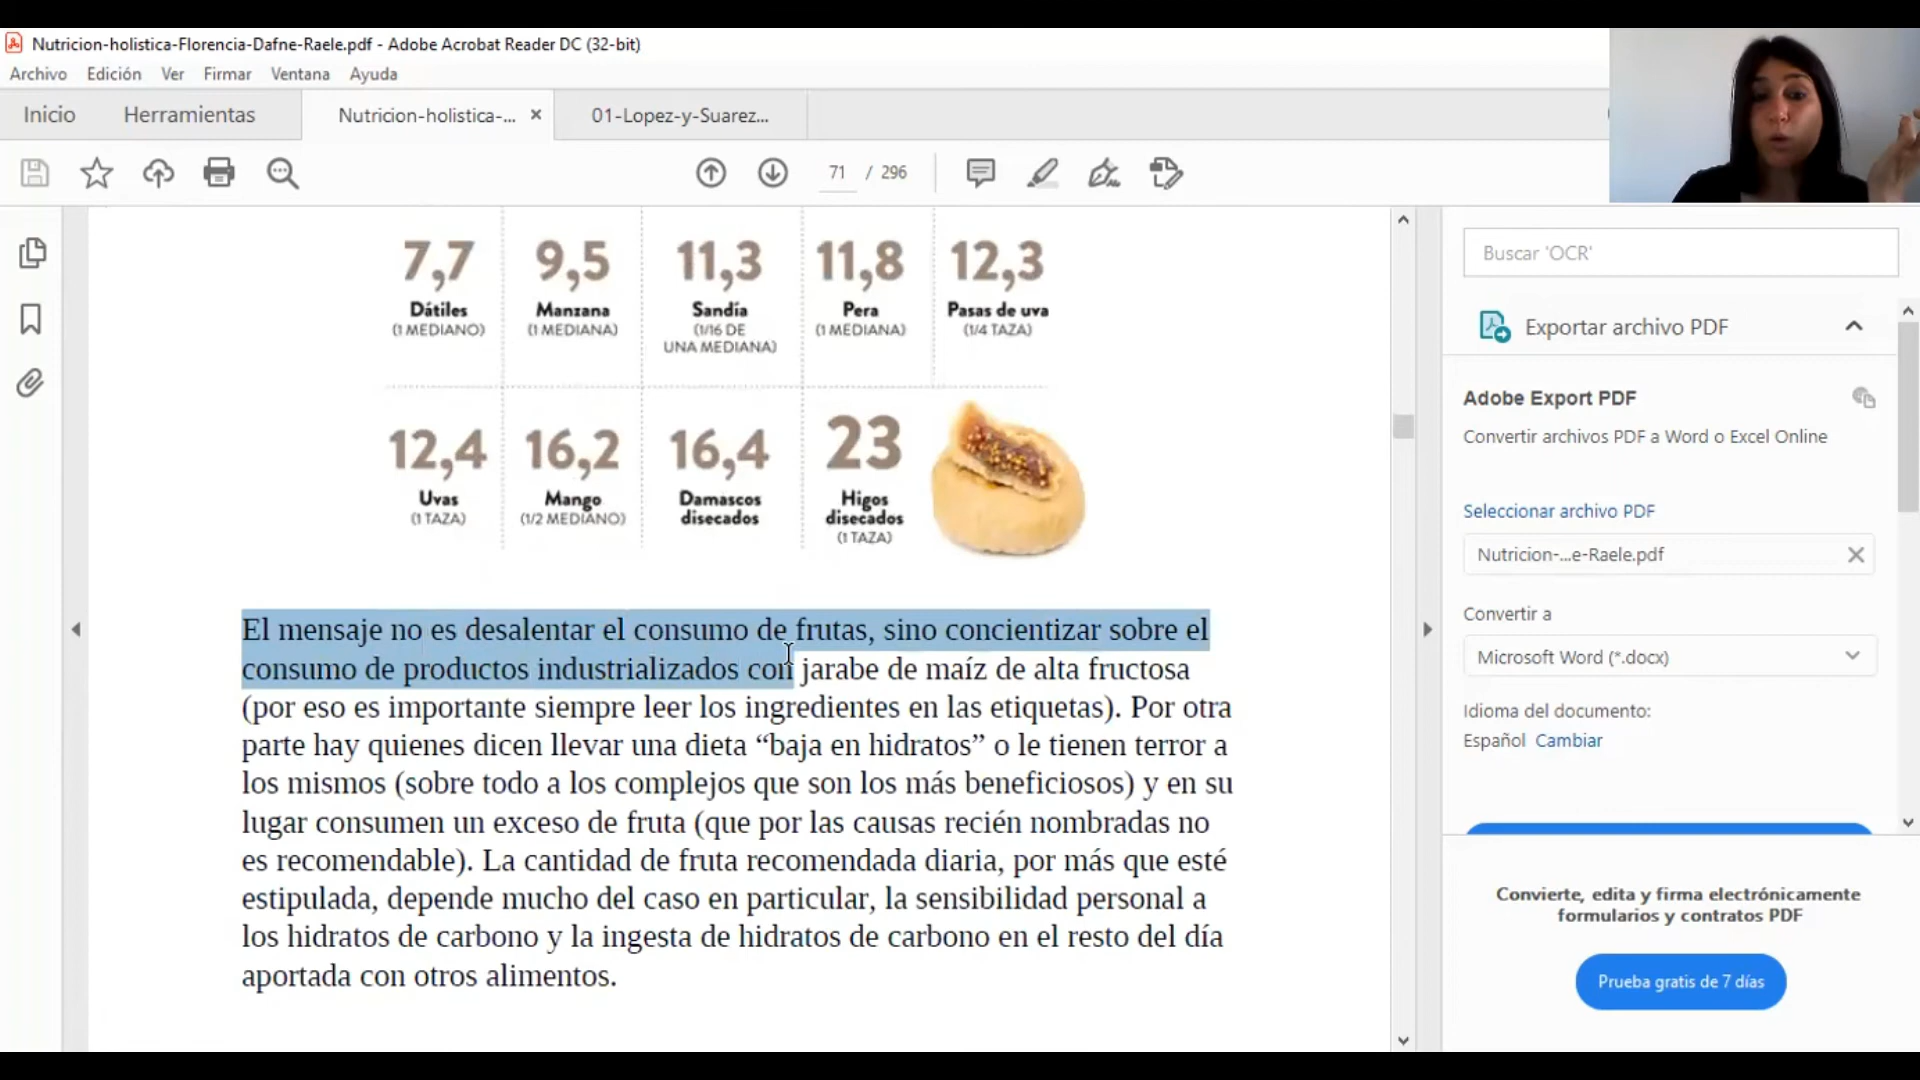 Nutricion-holistica-Florencia-Dafne-Raele.pdf - Adobe Acrobat Reader DC (32-bit)
Archivo Edición Ver Firmar Ventana Ayuda
Inicio Herramientas Nutricion-holistica-... × 01-Lopez-y-Suarez...
71 / 296
7,7 9,5 11,3 11,8 12,3
Dátiles Manzana Sandía Pera Pasas de uva
(1 MEDIANO) (1 MEDIANA) (1/16 DE (1 MEDIANA) (1/4 TAZA)
UNA MEDIANA)
12,4 16,2 16,4 23
Uvas Mango Damascos Higos
(1 TAZA) (1/2 MEDIANO) disecados disecados
(1 TAZA)
El mensaje no es desalentar el consumo de frutas, sino concientizar sobre el
consumo de productos industrializados con jarabe de maíz de alta fructosa
(por eso es importante siempre leer los ingredientes en las etiquetas). Por otra
parte hay quienes dicen llevar una dieta “baja en hidratos” o le tienen terror a
los mismos (sobre todo a los complejos que son los más beneficiosos) y en su
lugar consumen un exceso de fruta (que por las causas recién nombradas no
es recomendable). La cantidad de fruta recomendada diaria, por más que esté
estipulada, depende mucho del caso en particular, la sensibilidad personal a
los hidratos de carbono y la ingesta de hidratos de carbono en el resto del día
aportada con otros alimentos.
Buscar 'OCR'
Exportar archivo PDF
Adobe Export PDF
Convertir archivos PDF a Word o Excel Online
Seleccionar archivo PDF
Nutricion-...e-Raele.pdf
Convertir a
Microsoft Word (*.docx)
Idioma del documento:
Español Cambiar
Convierte, edita y firma electrónicamente
formularios y contratos PDF
Prueba gratis de 7 días